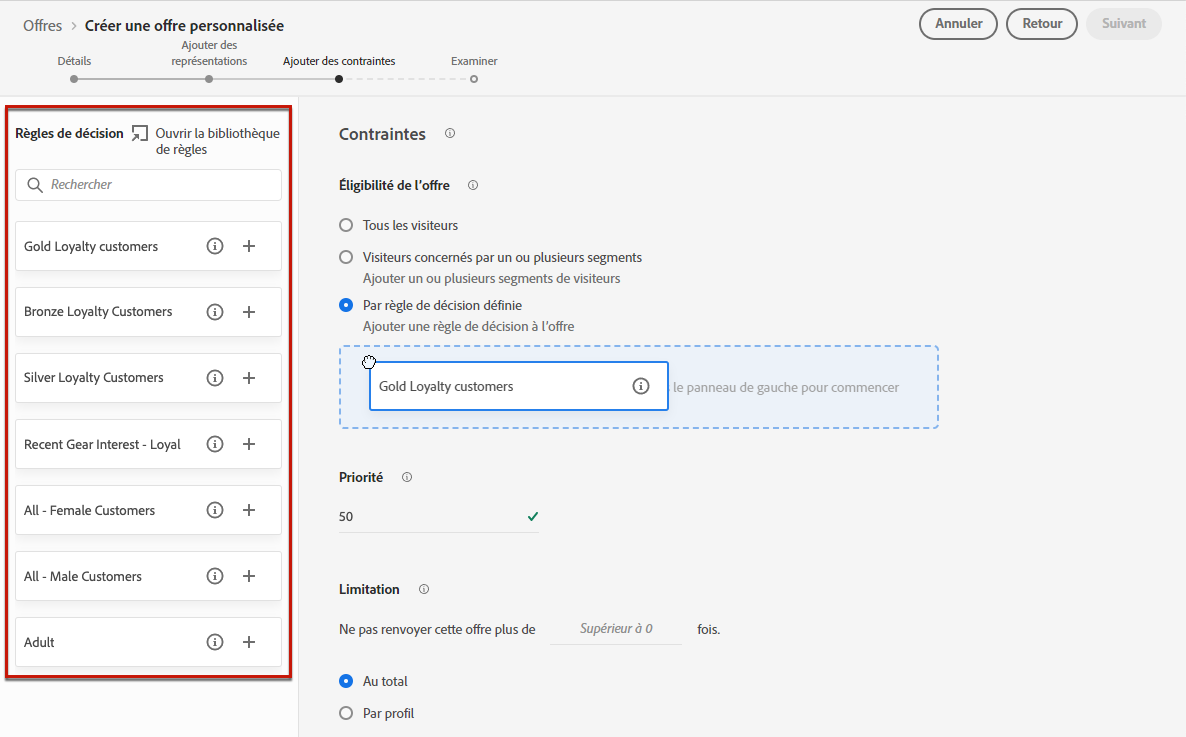 Offres > Créer une offre personnalisée
Annuler
Retour
Suivant
Détails
Ajouter des
représentations
Ajouter des contraintes
Examiner
Règles de décision
Ouvrir la bibliothèque
de règles
Rechercher
Gold Loyalty customers
Bronze Loyalty Customers
Silver Loyalty Customers
Recent Gear Interest - Loyal
All - Female Customers
All - Male Customers
Adult
Contraintes
Éligibilité de l'offre
Tous les visiteurs
Visiteurs concernés par un ou plusieurs segments
Ajouter un ou plusieurs segments de visiteurs
Par règle de décision définie
Ajouter une règle de décision à l'offre
Gold Loyalty customers
le panneau de gauche pour commencer
Priorité
50
Limitation
Ne pas renvoyer cette offre plus de Supérieur à 0 fois.
Au total
Par profil